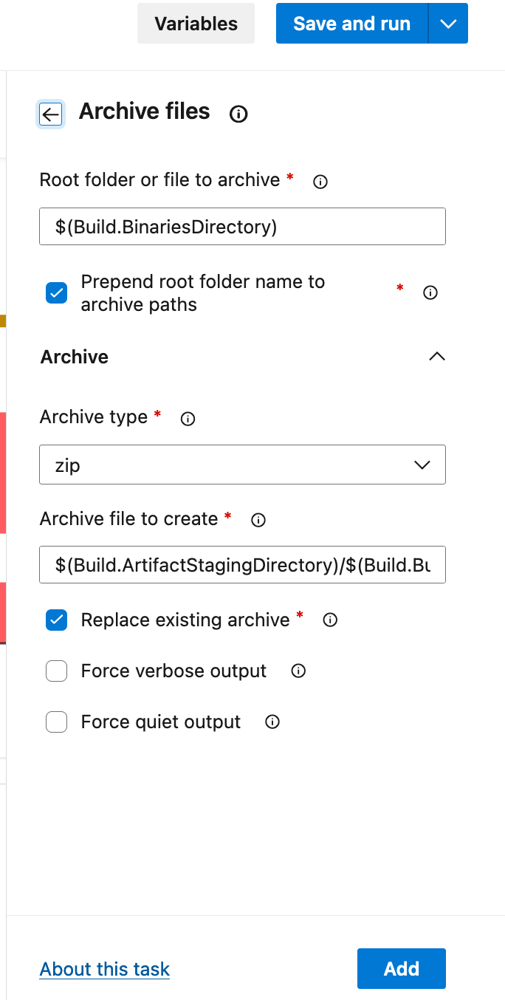 Variables
Save and run
Archive files
Root folder or file to archive *
$(Build.BinariesDirectory)
Prepend root folder name to *
archive paths
Archive
Archive type *
zip
Archive file to create *
$(Build.ArtifactStagingDirectory)/$(Build.Bu
Replace existing archive *
Force verbose output
Force quiet output
About this task
Add